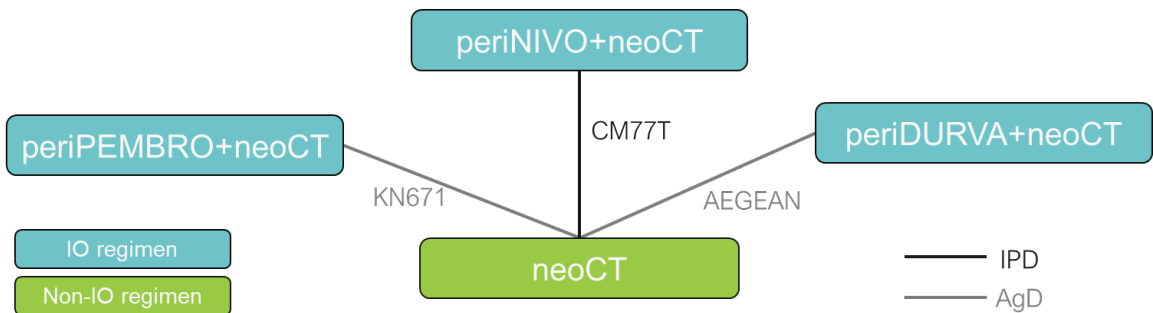 periNIVO+neoCT
periPEMBRO+neoCT
CM77T
periDURVA+neoCT
KN671
AEGEAN
IO regimen
neoCT
IPD
Non-IO regimen
AgD